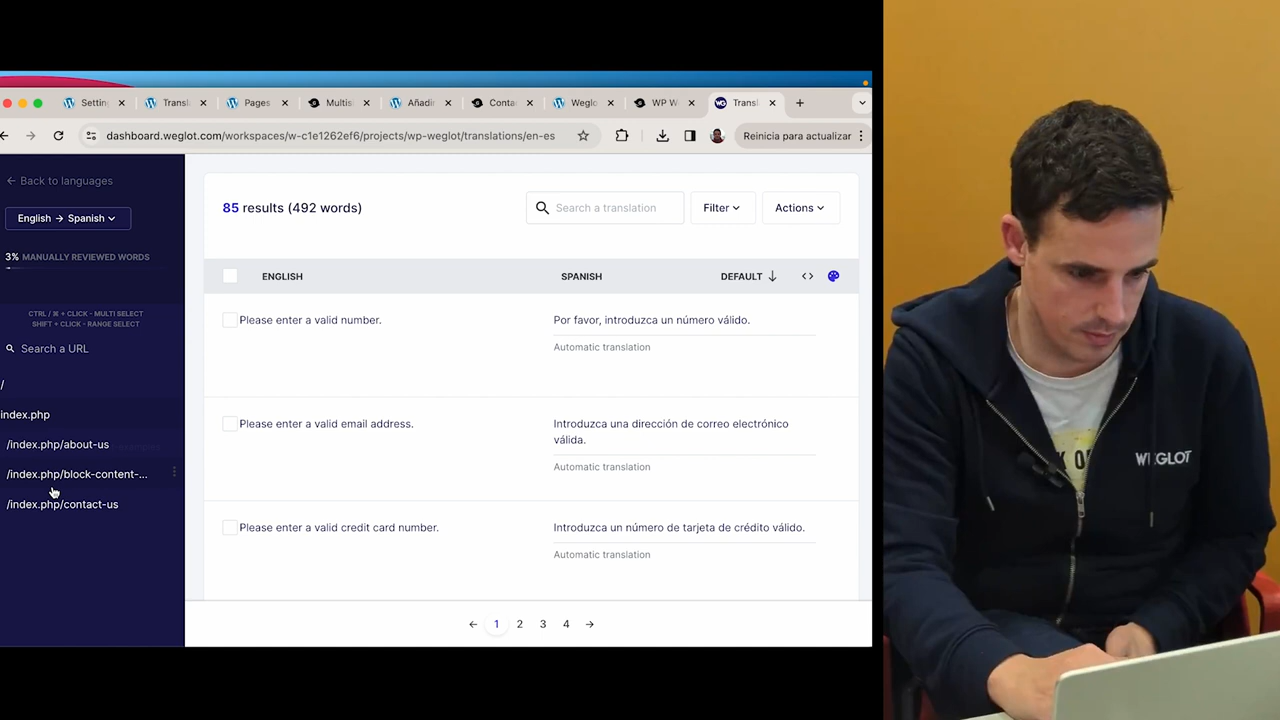 Settin
Transla
Pages
Multis
Añadir
Conta
Weglo
WP W
Transl
dashboard.weglot.com/workspaces/w-c1e1262ef6/projects/wp-weglot/translations/en-es
Reinicia para actualizar
Back to languages
English → Spanish
3% MANUALLY REVIEWED WORDS
CTRL / ⌘ + CLICK - MULTI SELECT
SHIFT + CLICK - RANGE SELECT
Search a URL
/
index.php
/index.php/about-us
/index.php/block-content-...
/index.php/contact-us
85 results (492 words)
Search a translation
Filter
Actions
ENGLISH
SPANISH
DEFAULT
Please enter a valid number.
Por favor, introduzca un número válido.
Automatic translation
Please enter a valid email address.
Introduzca una dirección de correo electrónico
válida.
Automatic translation
Please enter a valid credit card number.
Introduzca un número de tarjeta de crédito válido.
Automatic translation
← 1 2 3 4 →
WEGLOT